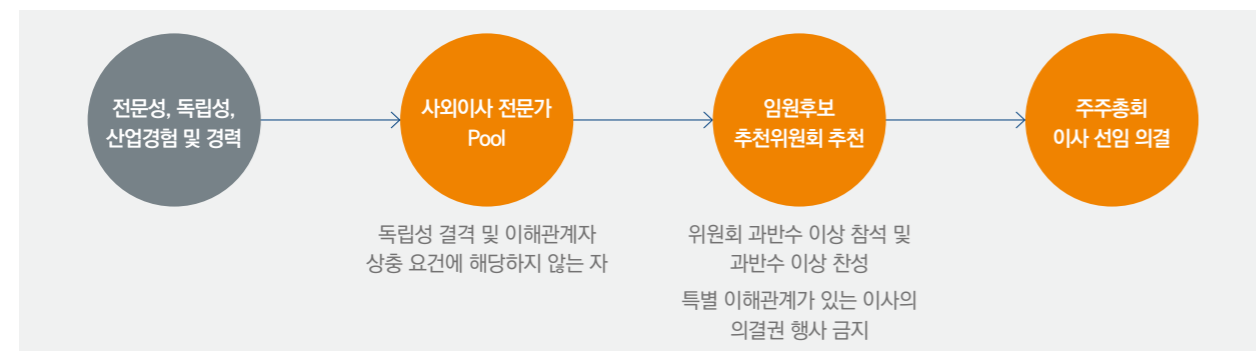 전문성, 독립성,
산업경험 및 경력
사외이사 전문가
Pool
독립성 결격 및 이해관계자
상충 요건에 해당하지 않는 자
임원후보
추천위원회 추천
위원회 과반수 이상 참석 및
과반수 이상 찬성
특별 이해관계가 있는 이사의
의결권 행사 금지
주주총회
이사 선임 의결